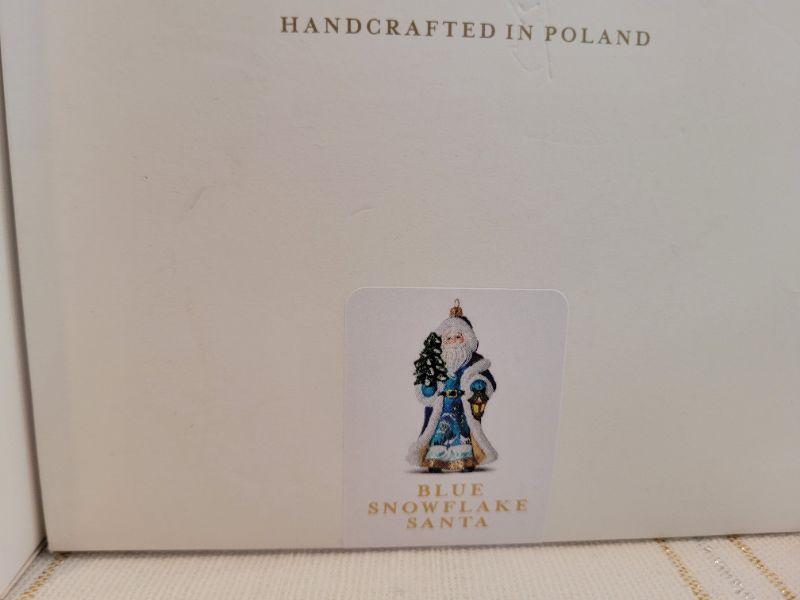 HANDCRAFTED IN POLAND
BLUE
SNOWFLAKE
SANTA